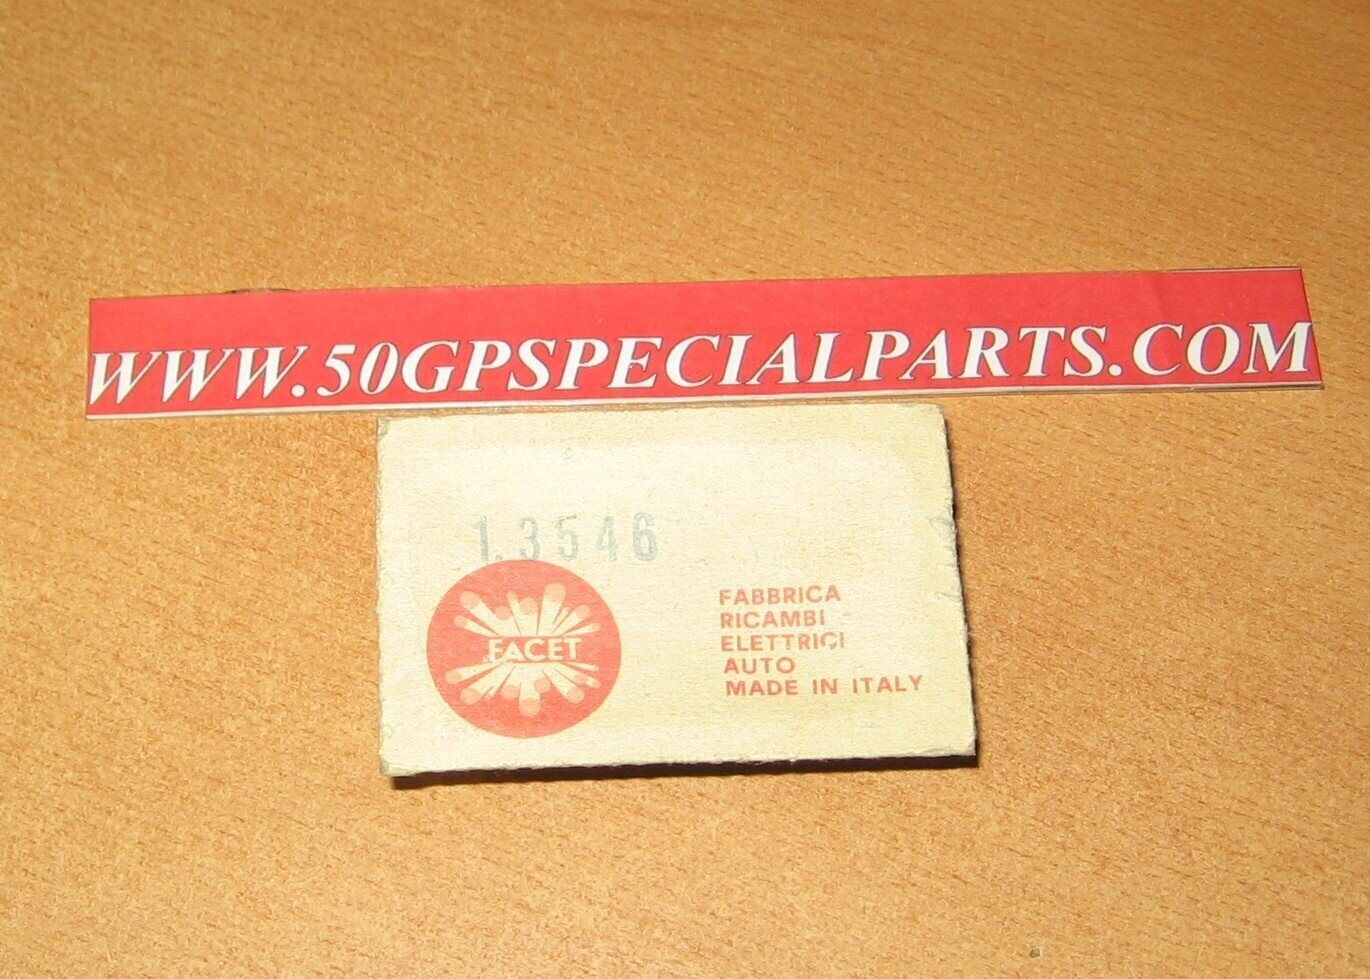 WWW.50GPSPECIALPARTS.COM
1.3546
FACET
FABBRICA
RICAMBI
ELETTRICI
AUTO
MADE IN ITALY